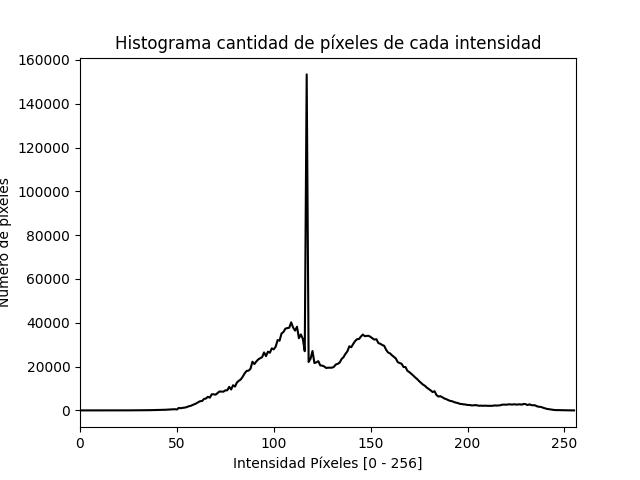 Histograma cantidad de píxeles de cada intensidad
160000
140000
120000
100000
80000
60000
40000
20000
0
Número de píxeles
0 50 100 150 200 250
Intensidad Píxeles [0 - 256]